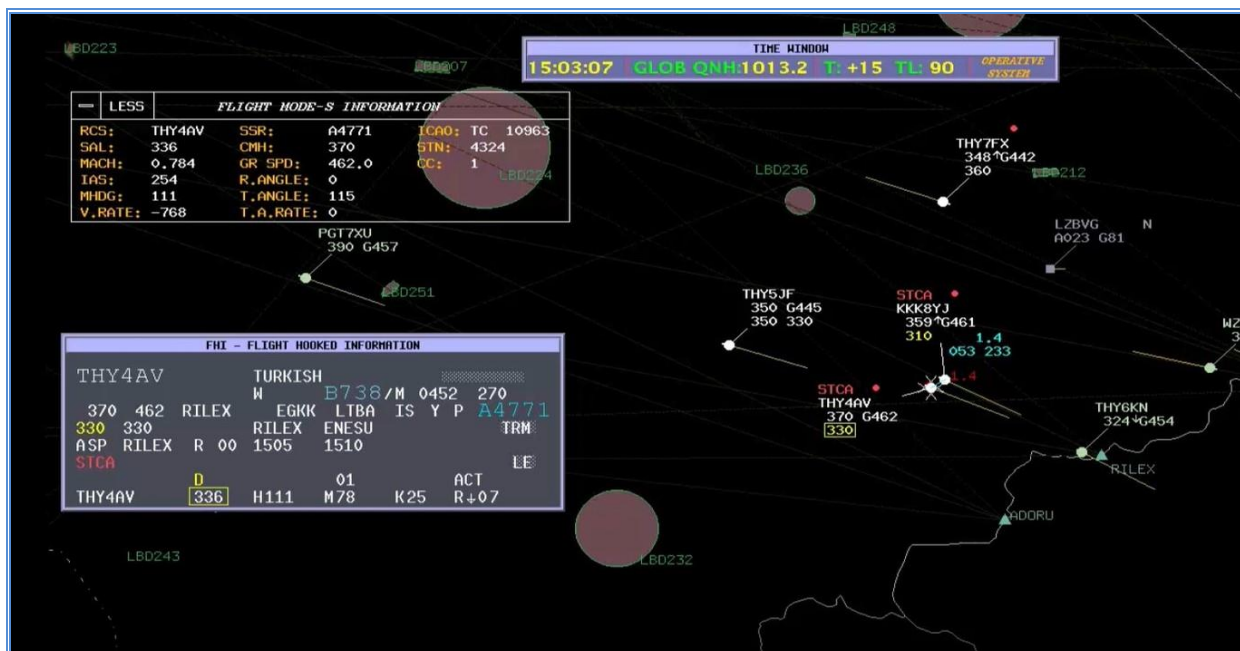 LBD223
LBD248
TIME WINDOW
15:03:07 GLOB QNH:1013.2 T: +15 TL: 90 OPERATIVE SYSTEM
— LESS FLIGHT MODE-S INFORMATION
RCS: THY4AV SSR: A4771 ICAO: TC 10963
SAL: 336 CMH: 370 STN: 4324
MACH: 0.784 GR SPD: 462.0 CC: 1
IAS: 254 R.ANGLE: 0
LBD224
MHDG: 111 T.ANGLE: 115
V.RATE: -768 T.A.RATE: 0
THY7FX
348↑G442
360
LBD236
LZBVG N
A023 G81
PGT7XU
390 G457
LBD251
THY5JF
350 G445
350 330
STCA
KKK8YJ
359↑G461
310
1.4
053 233
1.4
STCA
THY4AV
370 G462
330
WZ
3
THY6KN
324↓G454
RILEX
ADORU
FHI - FLIGHT HOOKED INFORMATION
THY4AV TURKISH
W B738/M 0452 270
370 462 RILEX EGKK LTBA IS Y P A4771
330 330 RILEX ENESU TRM
ASP RILEX R 00 1505 1510
STCA LE
D 01 ACT
THY4AV 336 H111 M78 K25 R↓07
LBD243
LBD232